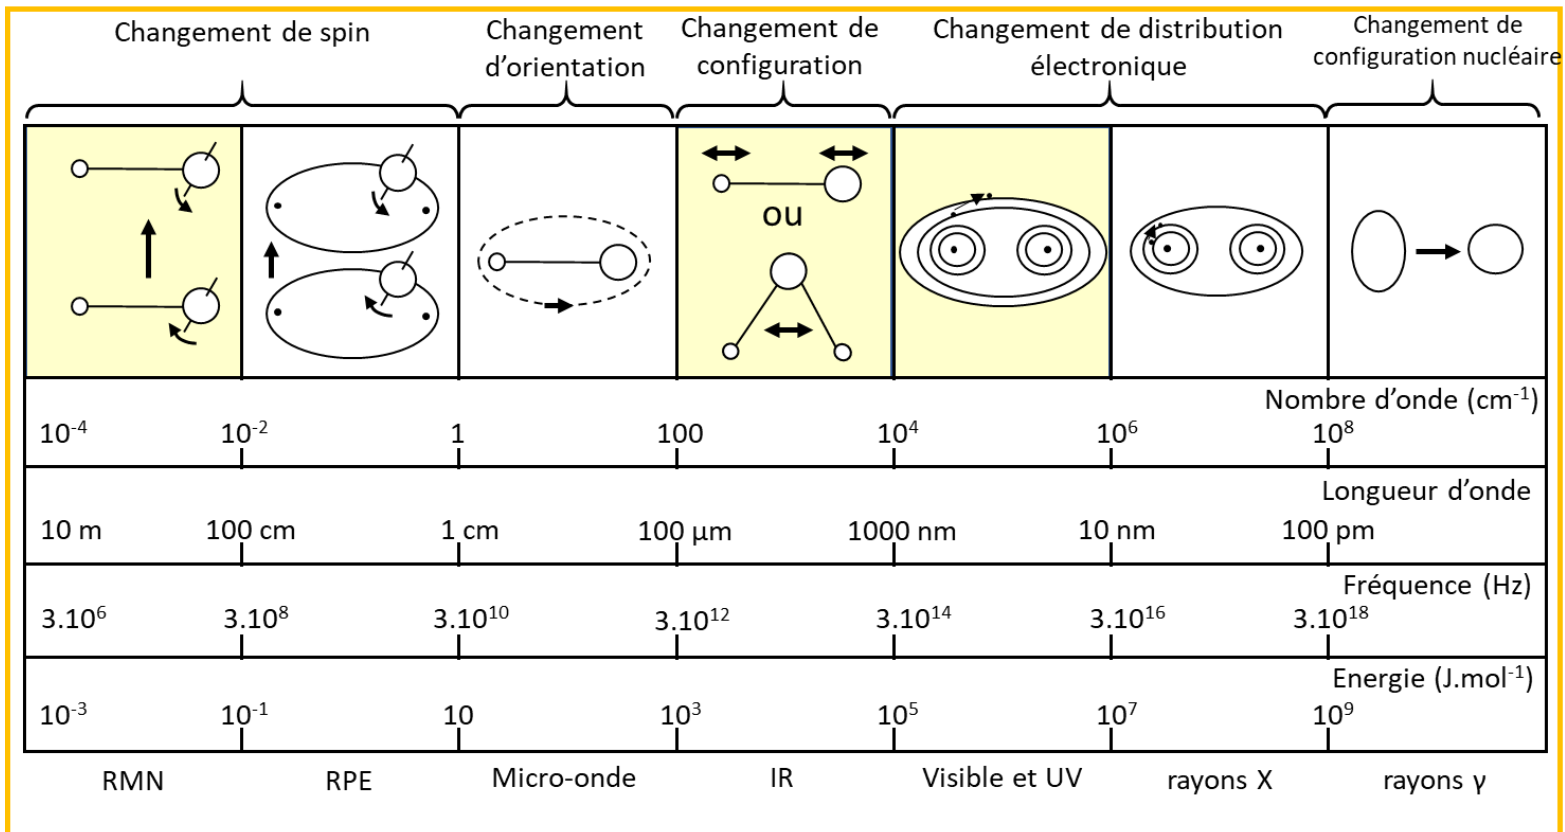 Changement de spin
Changement
d'orientation
Changement de
configuration
Changement de distribution
électronique
Changement de
configuration nucléaire
ou
Nombre d'onde (cm⁻¹)
10⁻⁴ 10⁻² 1 100 10⁴ 10⁶ 10⁸
Longueur d'onde
10 m 100 cm 1 cm 100 µm 1000 nm 10 nm 100 pm
Fréquence (Hz)
3.10⁶ 3.10⁸ 3.10¹⁰ 3.10¹² 3.10¹⁴ 3.10¹⁶ 3.10¹⁸
Energie (J.mol⁻¹)
10⁻³ 10⁻¹ 10 10³ 10⁵ 10⁷ 10⁹
RMN RPE Micro-onde IR Visible et UV rayons X rayons γ